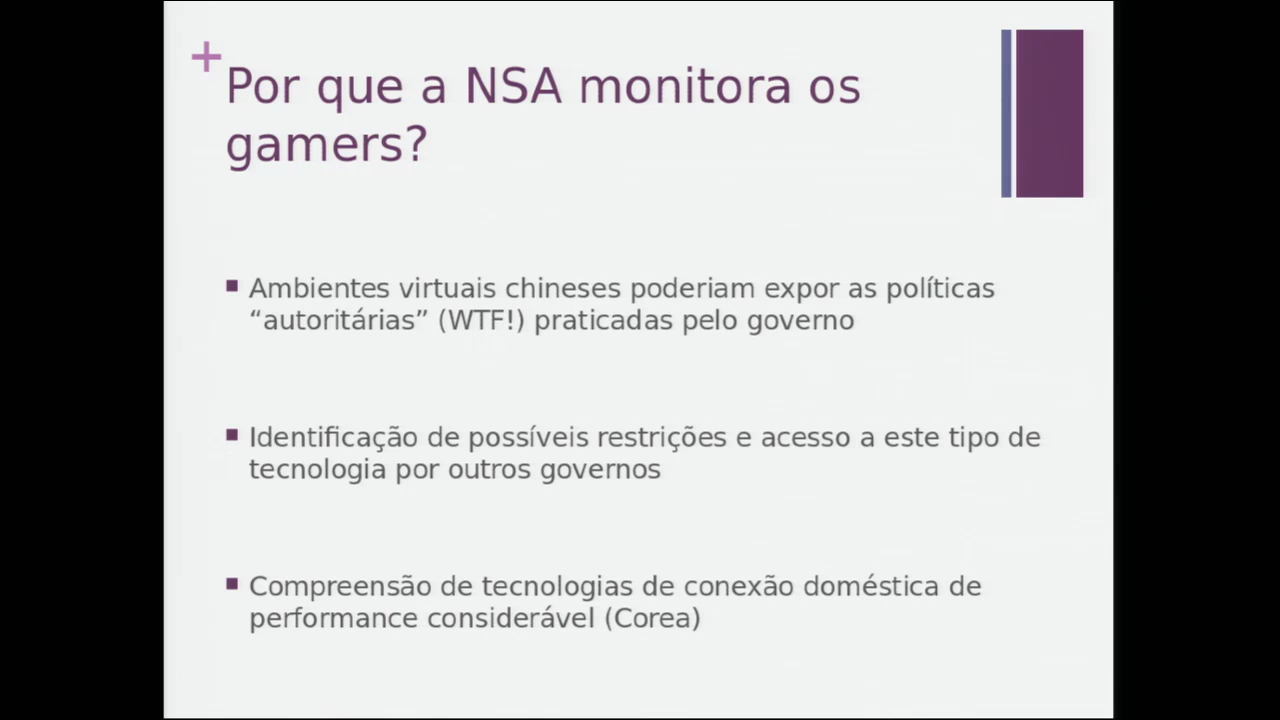 Por que a NSA monitora os
gamers?
Ambientes virtuais chineses poderiam expor as políticas
“autoritárias” (WTF!) praticadas pelo governo
Identificação de possíveis restrições e acesso a este tipo de
tecnologia por outros governos
Compreensão de tecnologias de conexão doméstica de
performance considerável (Corea)